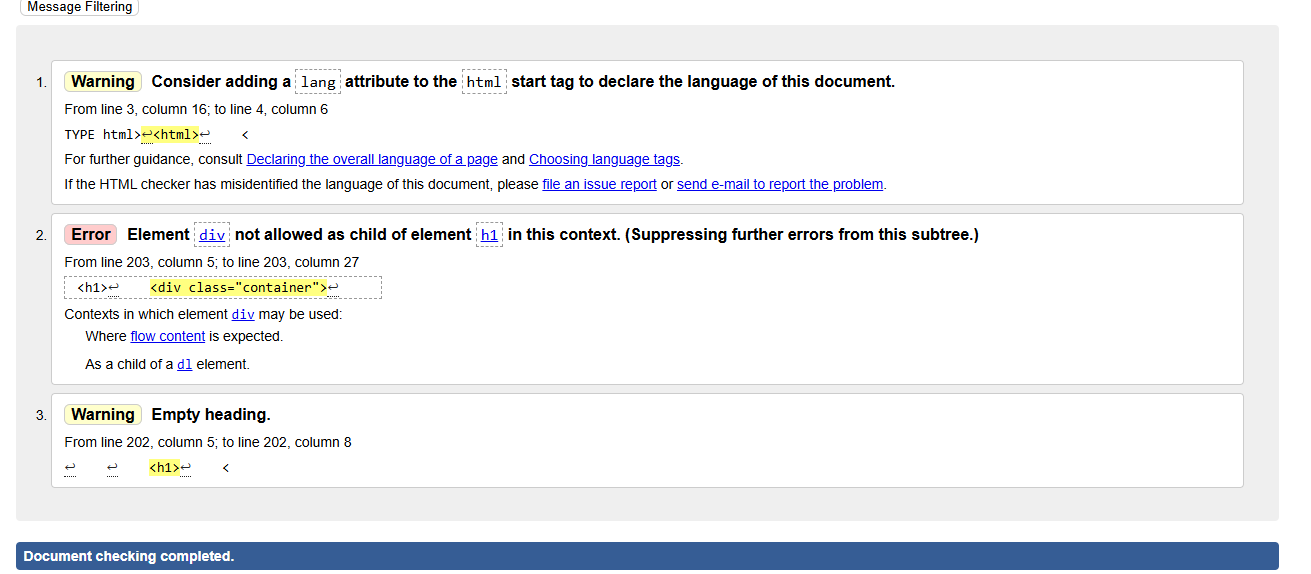 Message Filtering
1. Warning Consider adding a lang attribute to the html start tag to declare the language of this document.
From line 3, column 16; to line 4, column 6
TYPE html>↩<html>↩ <
For further guidance, consult Declaring the overall language of a page and Choosing language tags.
If the HTML checker has misidentified the language of this document, please file an issue report or send e-mail to report the problem.
2. Error Element div not allowed as child of element h1 in this context. (Suppressing further errors from this subtree.)
From line 203, column 5; to line 203, column 27
<h1>↩ <div class="container">↩
Contexts in which element div may be used:
Where flow content is expected.
As a child of a dl element.
3. Warning Empty heading.
From line 202, column 5; to line 202, column 8
↩ ↩ <h1>↩ <
Document checking completed.